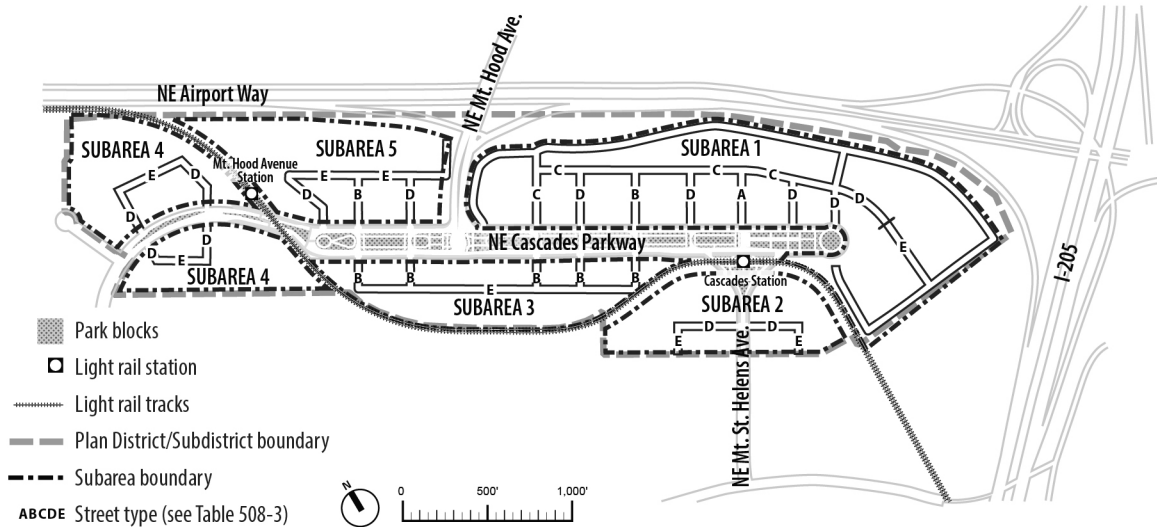 NE Mt. Hood Ave.
NE Airport Way
SUBAREA 4
SUBAREA 5
SUBAREA 1
Mt. Hood Avenue
Station
E
D
D
E
E
B
D
C
C
C
C
D
B
D
A
D
D
D
E
NE Cascades Parkway
I-205
D
D
E
SUBAREA 4
B
B
B
B
B
E
SUBAREA 3
Cascades Station
SUBAREA 2
D
D
E
E
NE Mt. St. Helens Ave.
Park blocks
Light rail station
Light rail tracks
Plan District/Subdistrict boundary
Subarea boundary
ABCDE Street type (see Table 508-3)
N
0 500' 1,000'